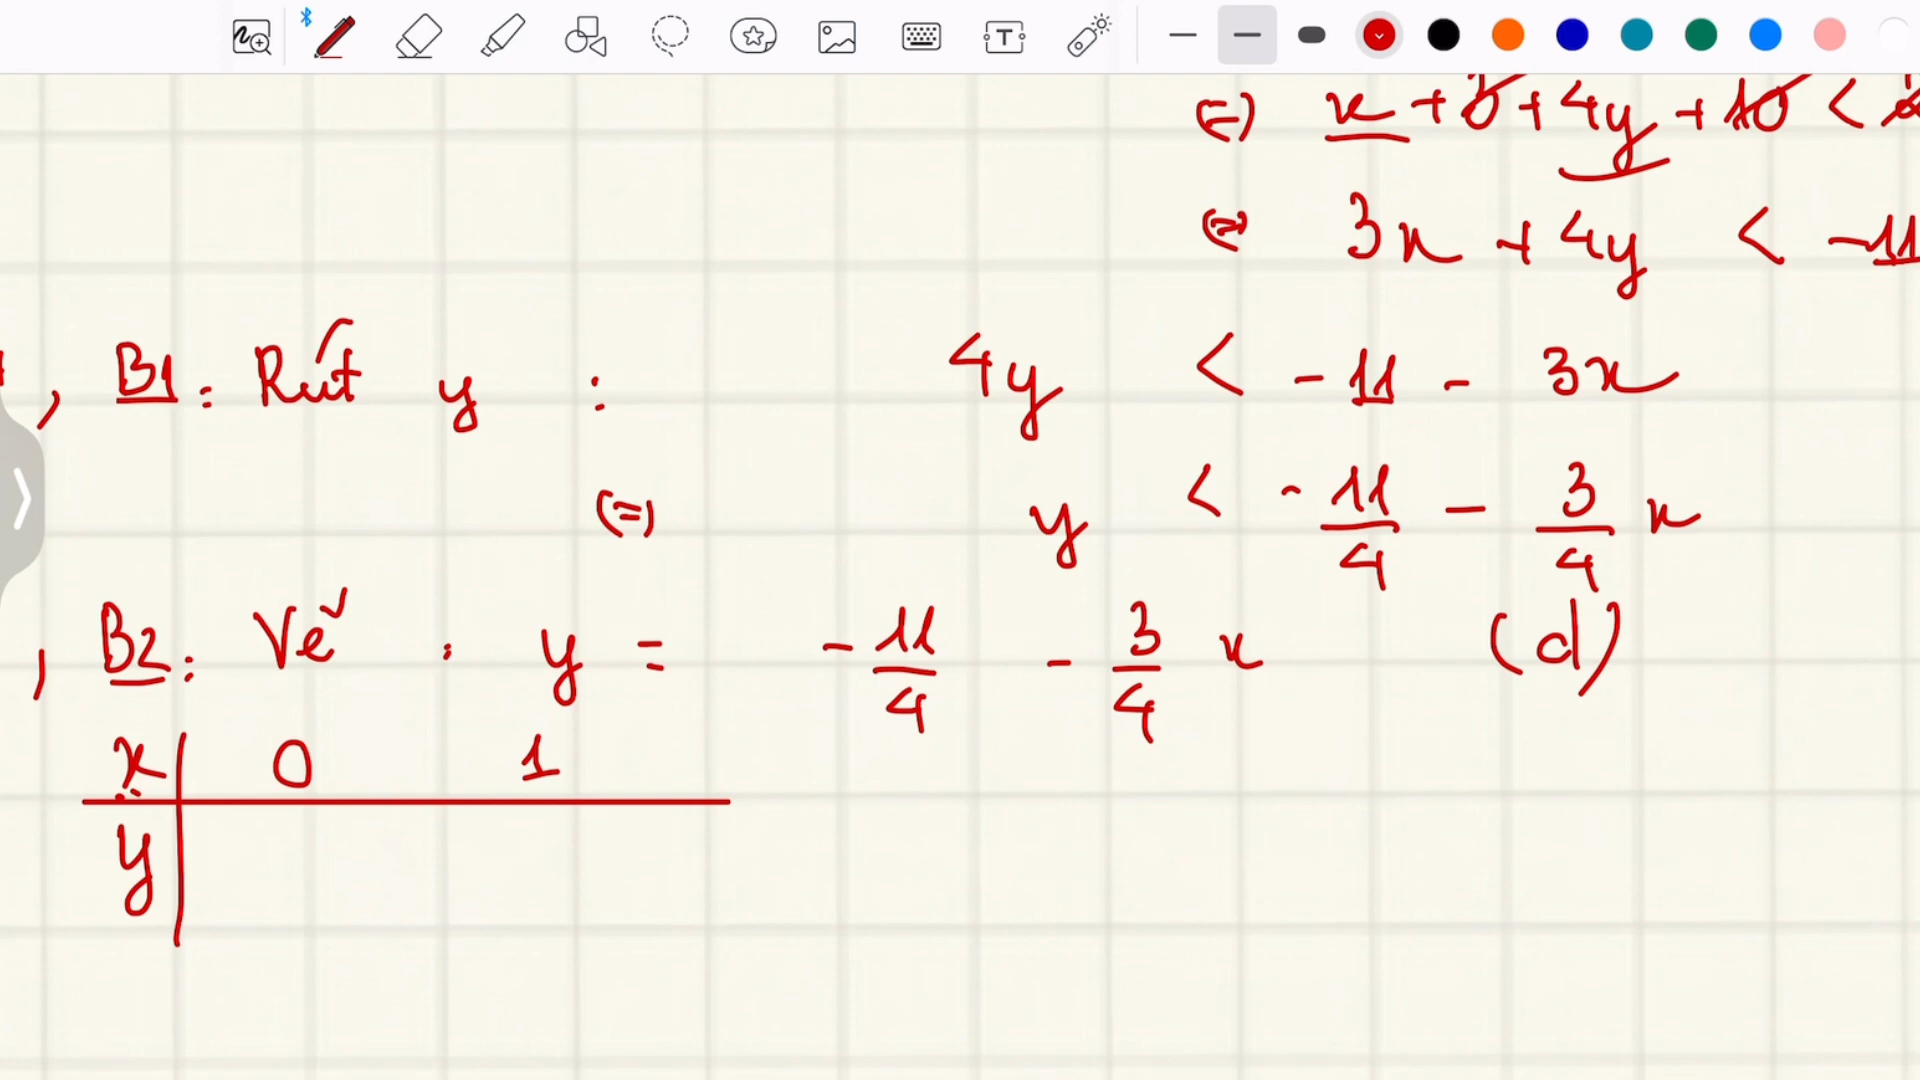 (=) x + + 4y + 10 <
(=) 3x + 4y < -11
, B1: Rút y : 4y < -11 - 3x
(=) y < -11/4 - 3/4 x
, B2: Vẽ : y = -11/4 - 3/4 x (d)
x 0 1
y